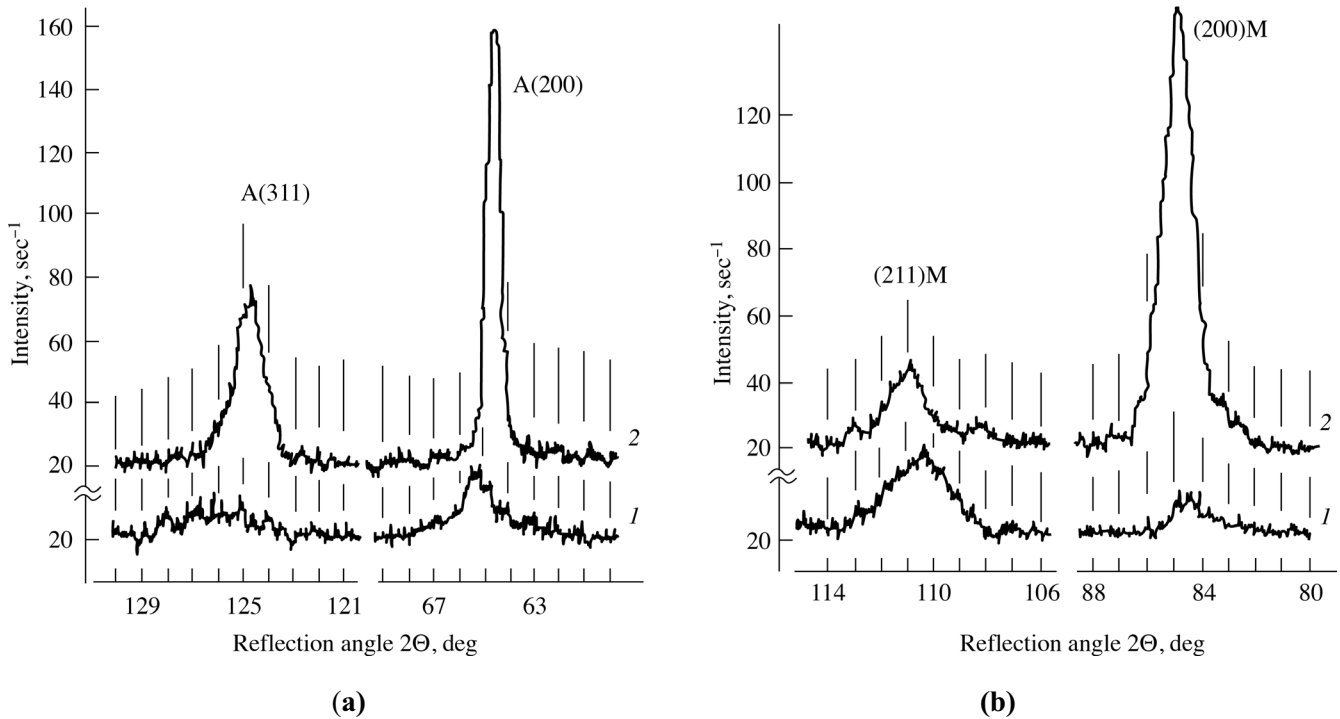 160
140
120
100
80
60
40
20
20
Intensity, sec⁻¹
A(311)
A(200)
2
1
129 125 121 67 63
Reflection angle 2Θ, deg
(a)
120
100
80
60
40
20
20
Intensity, sec⁻¹
(211)M
(200)M
2
1
114 110 106 88 84 80
Reflection angle 2Θ, deg
(b)